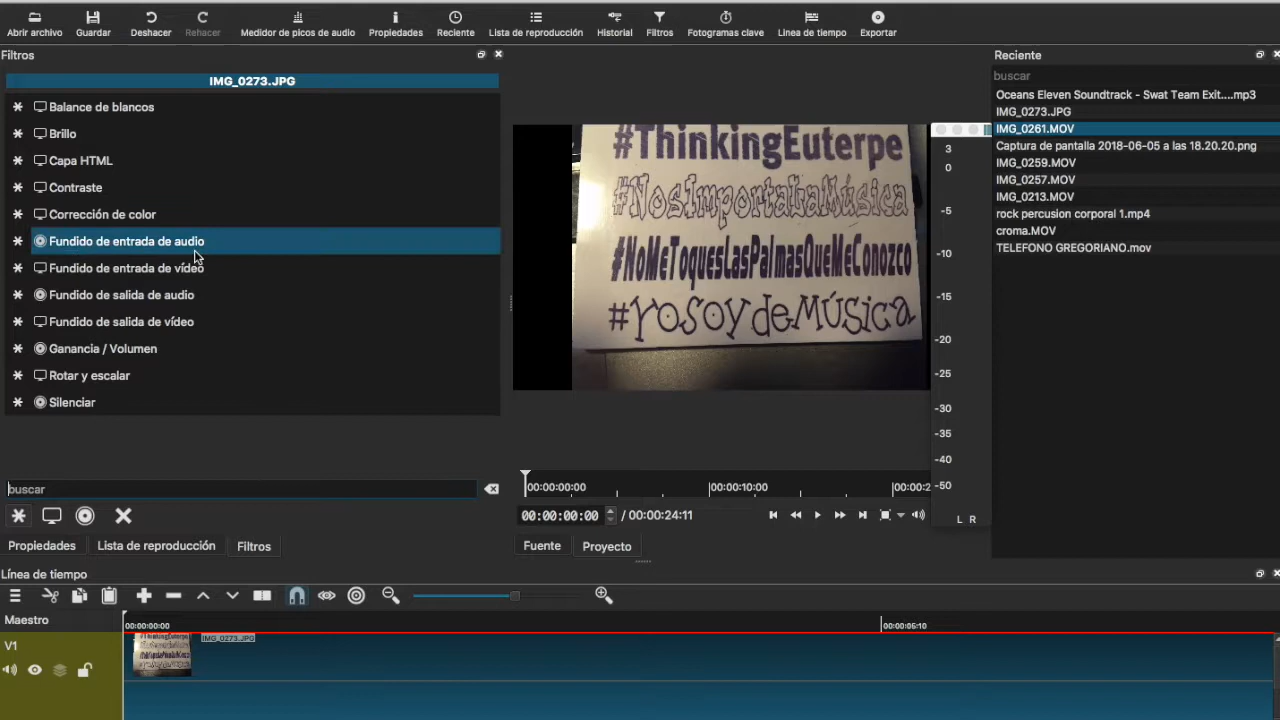 Abrir archivo Guardar Deshacer Rehacer Medidor de picos de audio Propiedades Reciente Lista de reproducción Historial Filtros Fotogramas clave Linea de tiempo Exportar
Filtros
IMG_0273.JPG
Balance de blancos
Brillo
Capa HTML
Contraste
Corrección de color
Fundido de entrada de audio
Fundido de entrada de vídeo
Fundido de salida de audio
Fundido de salida de vídeo
Ganancia / Volumen
Rotar y escalar
Silenciar
buscar
Propiedades Lista de reproducción Filtros
#ThinkingEuterpe
#NosImportaLaMúsica
#NoMeToquesLasPalmasQueMeConozco
#YosoydeMúsica
3
0
-5
-10
-15
-20
-25
-30
-35
-40
-50
L R
00:00:00:00 00:00:10:00 00:00:2
00:00:00:00 / 00:00:24:11
Fuente Proyecto
Reciente
buscar
Oceans Eleven Soundtrack - Swat Team Exit....mp3
IMG_0273.JPG
IMG_0261.MOV
Captura de pantalla 2018-06-05 a las 18.20.20.png
IMG_0259.MOV
IMG_0257.MOV
IMG_0213.MOV
rock percusion corporal 1.mp4
croma.MOV
TELEFONO GREGORIANO.mov
Línea de tiempo
Maestro
00:00:00:00 00:00:05:10
V1
IMG_0273.JPG